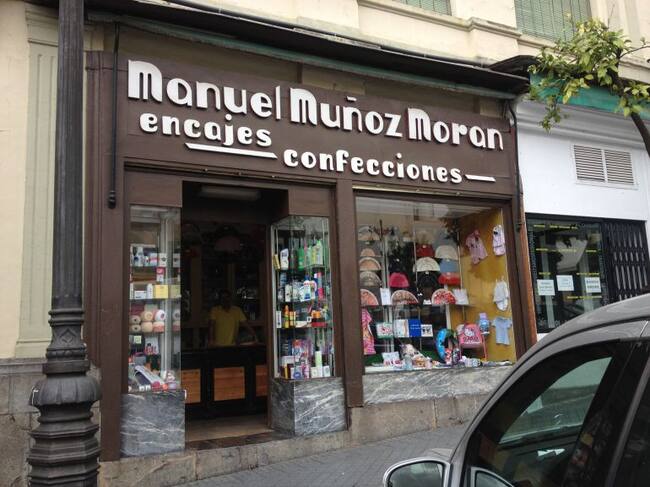 Manuel Muñoz Moran
encajes
confecciones